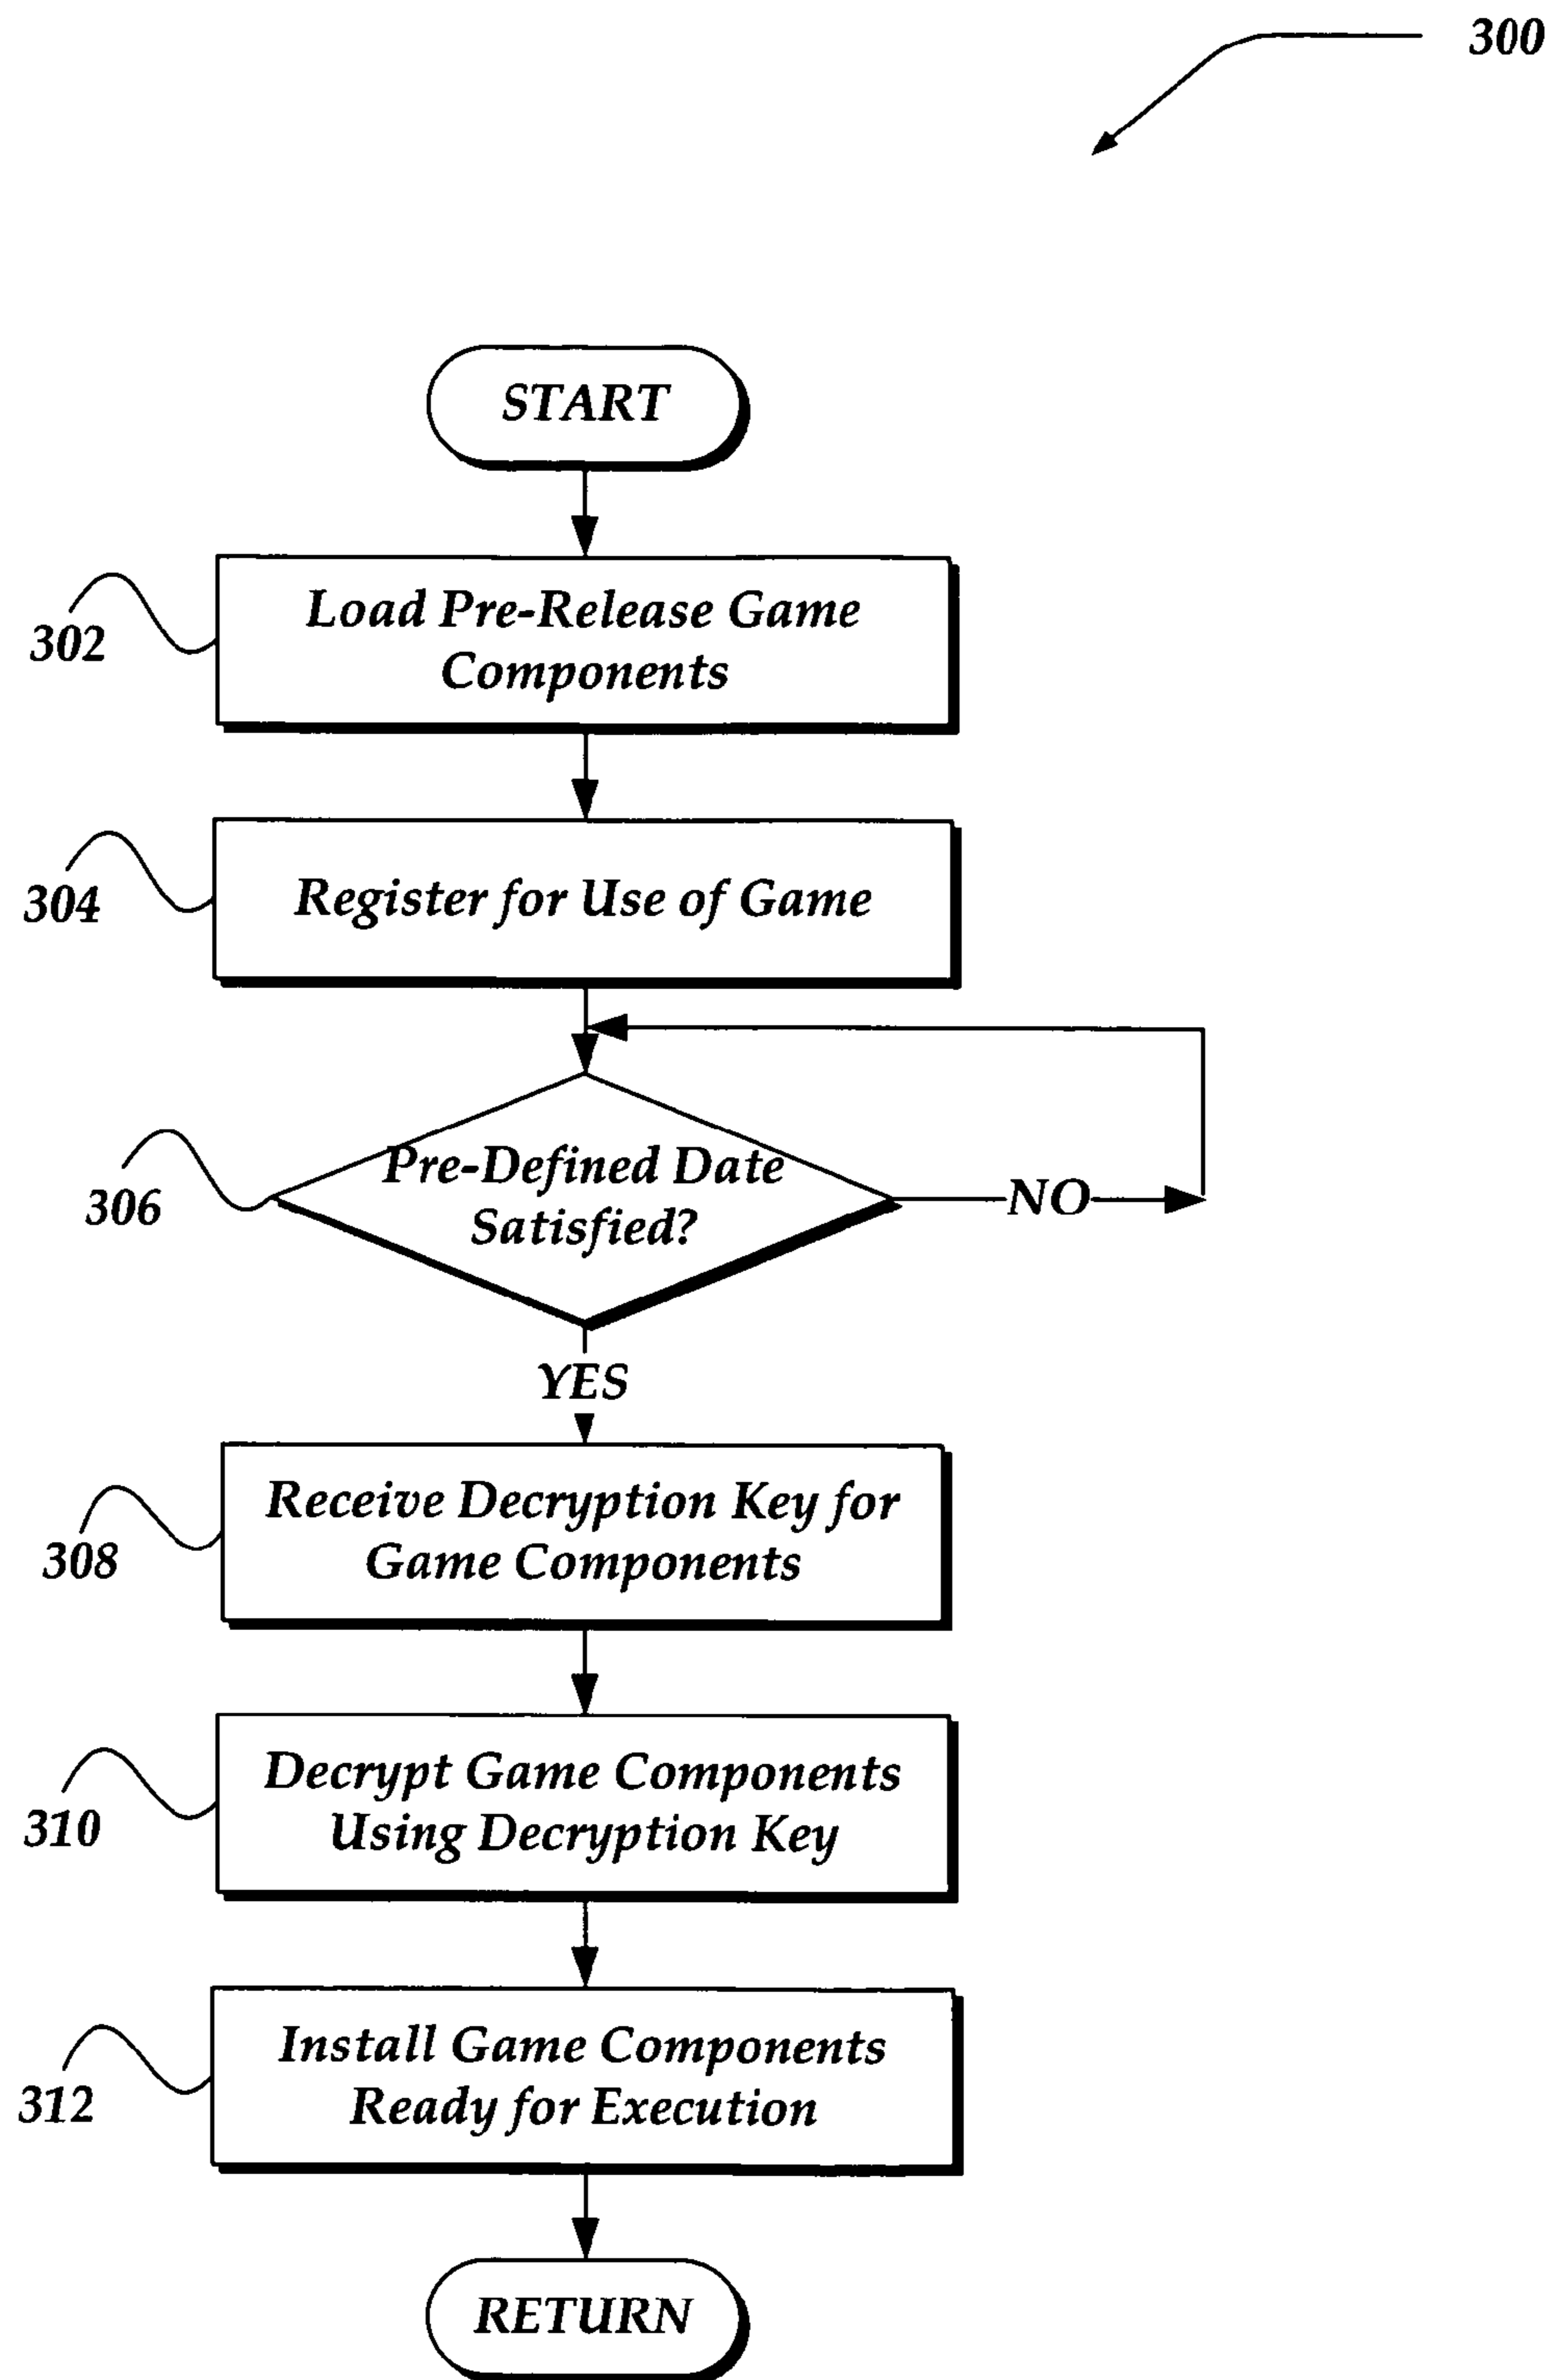 300
START
302
Load Pre-Release Game
Components
304
Register for Use of Game
306
Pre-Defined Date
Satisfied?
NO
YES
308
Receive Decryption Key for
Game Components
310
Decrypt Game Components
Using Decryption Key
312
Install Game Components
Ready for Execution
RETURN